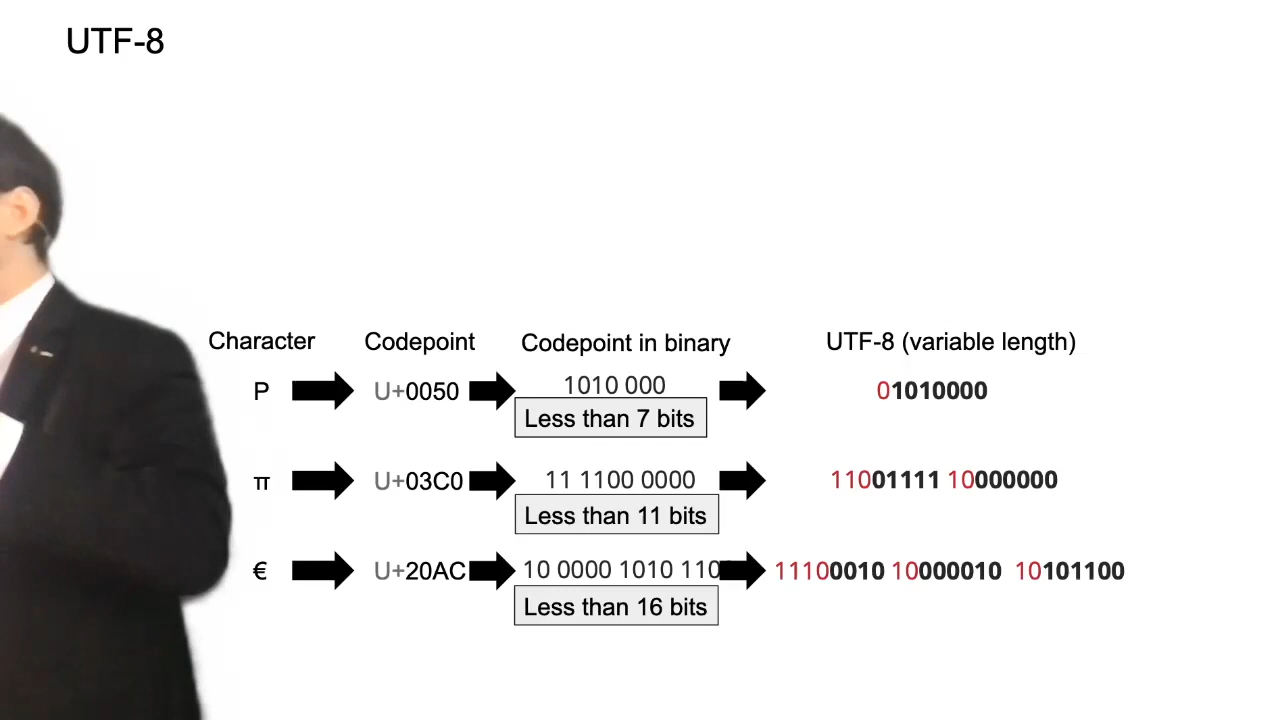 UTF-8
Character Codepoint Codepoint in binary UTF-8 (variable length)
P U+0050 1010 000 01010000
Less than 7 bits
π U+03C0 11 1100 0000 11001111 10000000
Less than 11 bits
€ U+20AC 10 0000 1010 110 11100010 10000010 10101100
Less than 16 bits